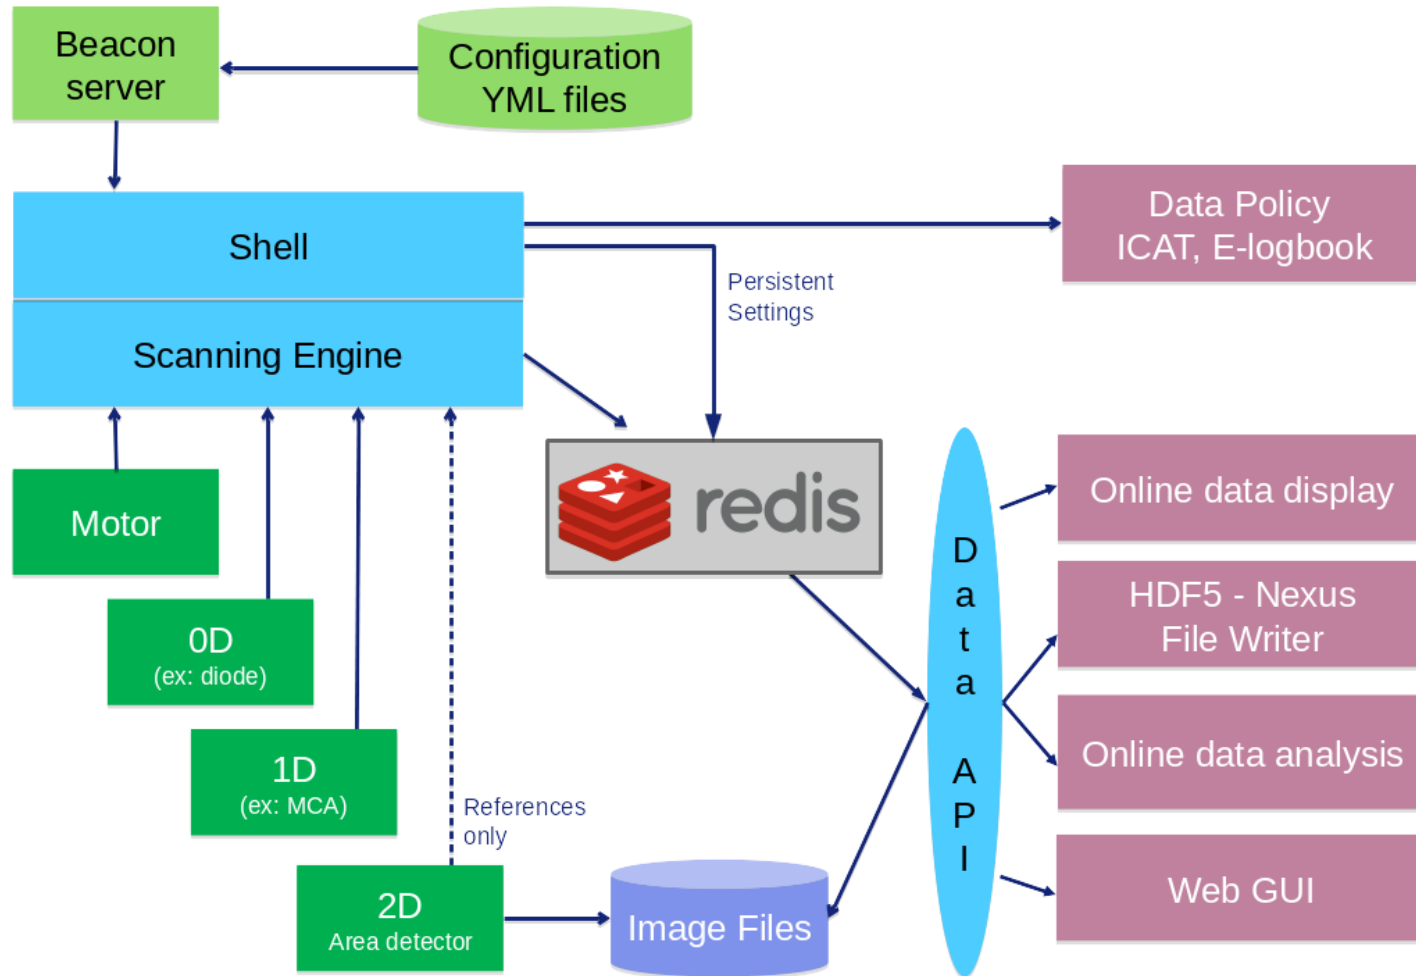 Beacon
server
Configuration
YML files
Shell
Data Policy
ICAT, E-logbook
Persistent
Settings
Scanning Engine
redis
Motor
0D
(ex: diode)
1D
(ex: MCA)
References
only
2D
Area detector
Image Files
Data API
Online data display
HDF5 - Nexus
File Writer
Online data analysis
Web GUI